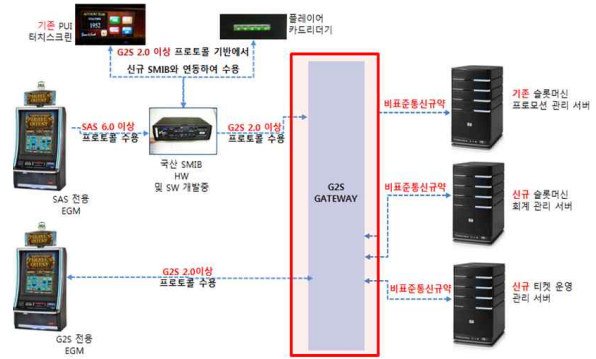 기존 PUI
터치스크린
플레이어
카드리더기
G2S 2.0 이상 프로토콜 기반에서
신규 SMIB와 연동하여 수용
SAS 6.0 이상
프로토콜 수용
G2S 2.0 이상
프로토콜 수용
국산 SMIB
HW
및 SW 개발중
SAS 전용
EGM
비표준통신규약
기존 슬롯머신
프로모션 관리 서버
G2S
GATEWAY
비표준통신규약
신규 슬롯머신
회계 관리 서버
G2S 2.0이상
프로토콜 수용
비표준통신규약
신규 티켓 운영
관리 서버
G2S 전용
EGM